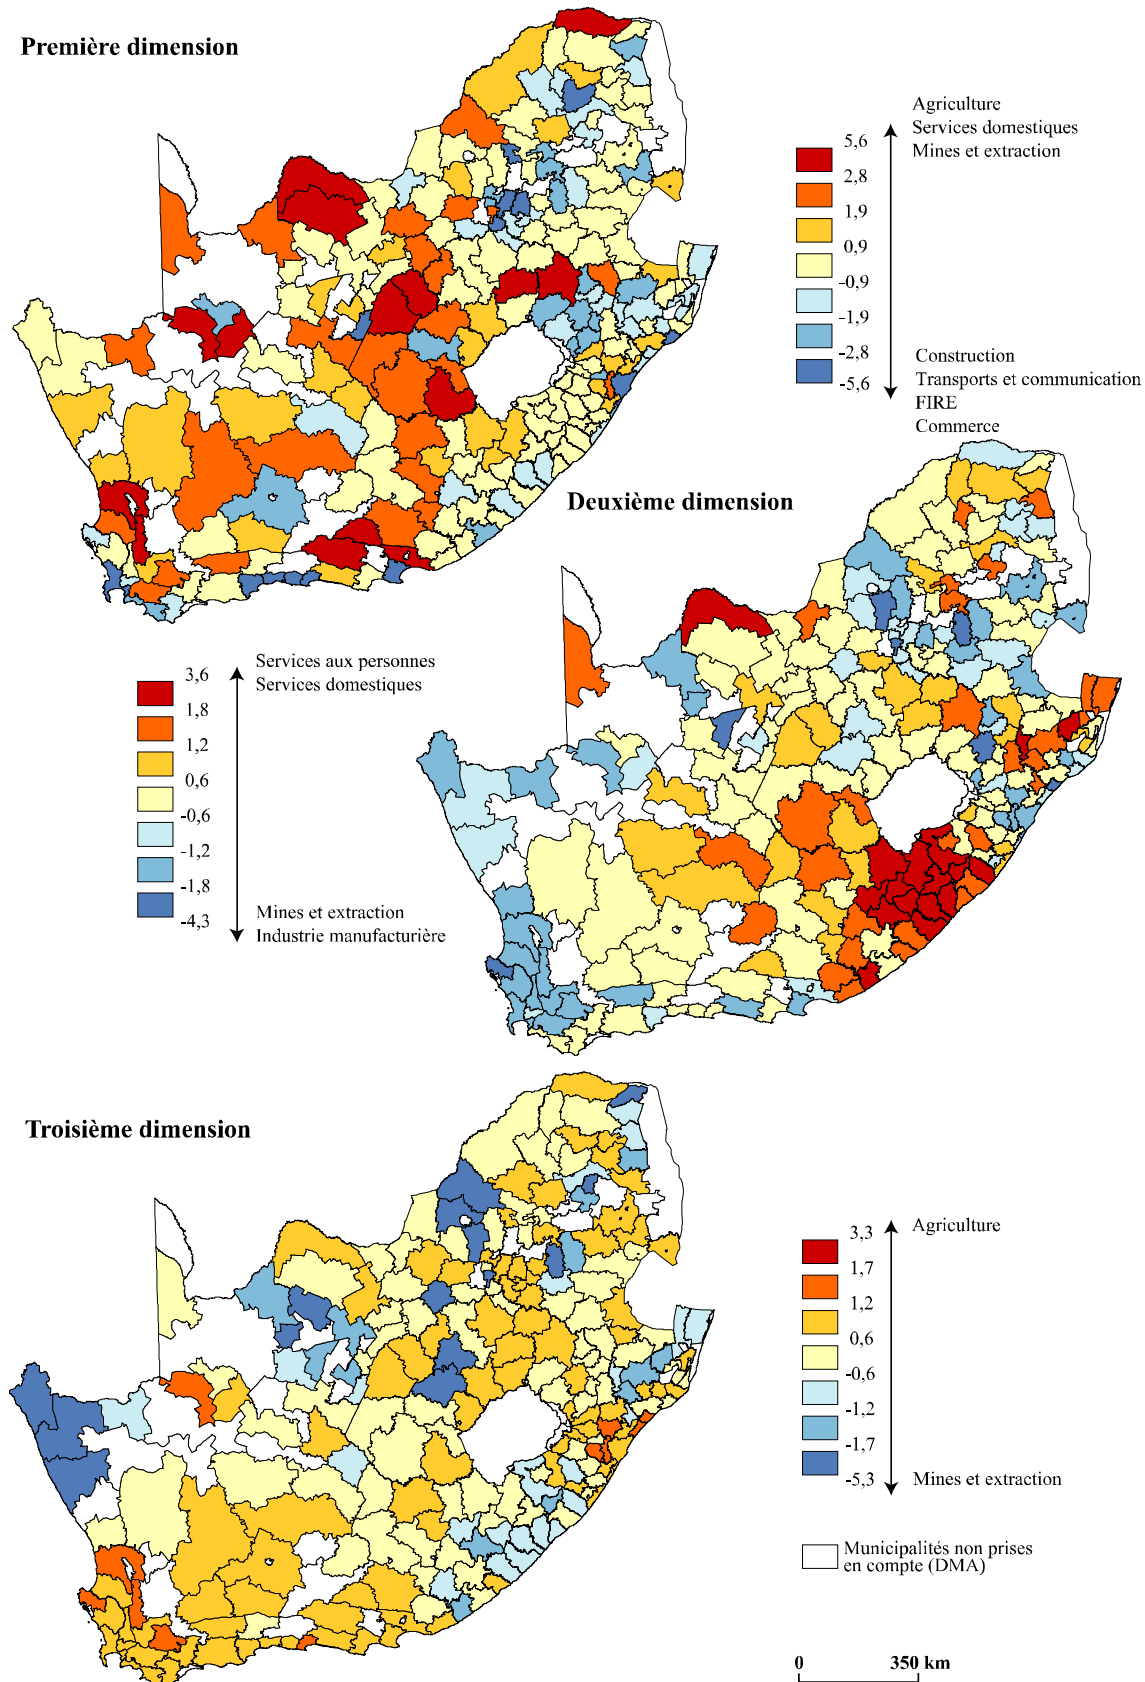 Première dimension
Agriculture
Services domestiques
Mines et extraction
5,6
2,8
1,9
0,9
-0,9
-1,9
-2,8
-5,6
Construction
Transports et communication
FIRE
Commerce
Deuxième dimension
Services aux personnes
Services domestiques
3,6
1,8
1,2
0,6
-0,6
-1,2
-1,8
-4,3
Mines et extraction
Industrie manufacturière
Troisième dimension
Agriculture
3,3
1,7
1,2
0,6
-0,6
-1,2
-1,7
-5,3
Mines et extraction
Municipalités non prises
en compte (DMA)
0 350 km